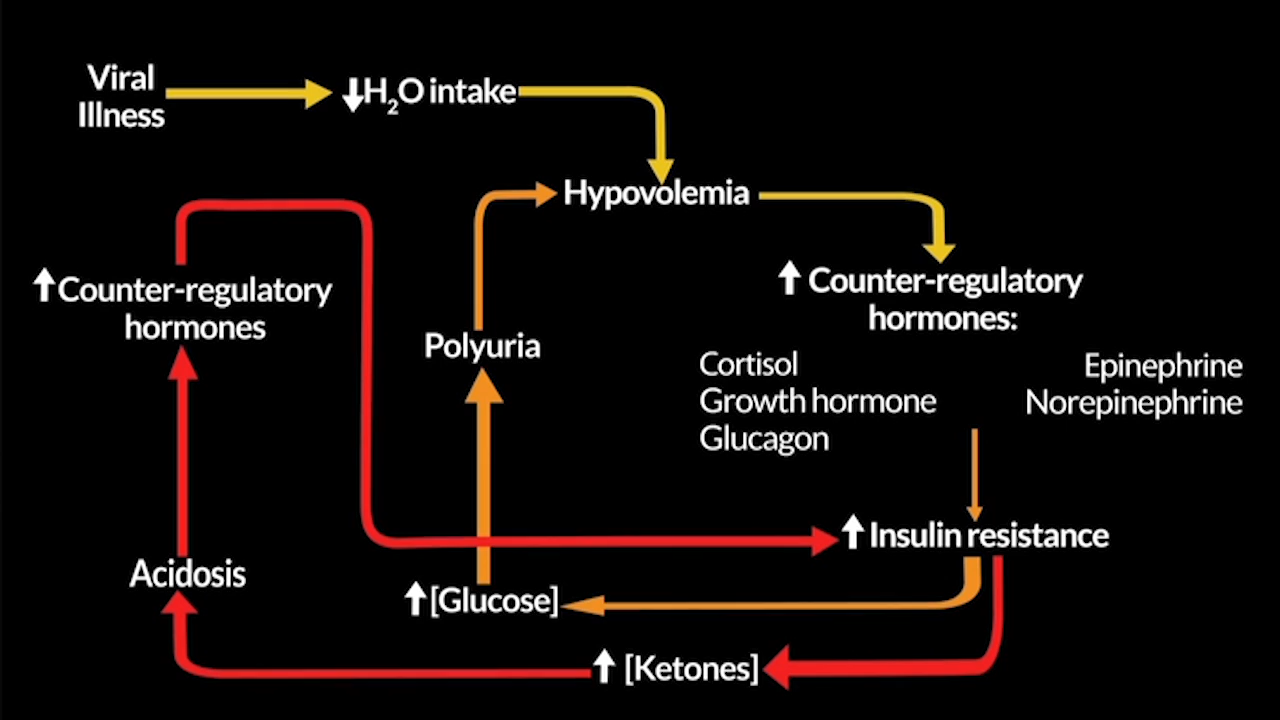 Viral
Illness
↓H₂O intake
Hypovolemia
↑Counter-regulatory
hormones
↑ Counter-regulatory
hormones:
Polyuria
Cortisol
Growth hormone
Glucagon
Epinephrine
Norepinephrine
↑Insulin resistance
Acidosis
↑[Glucose]
↑ [Ketones]